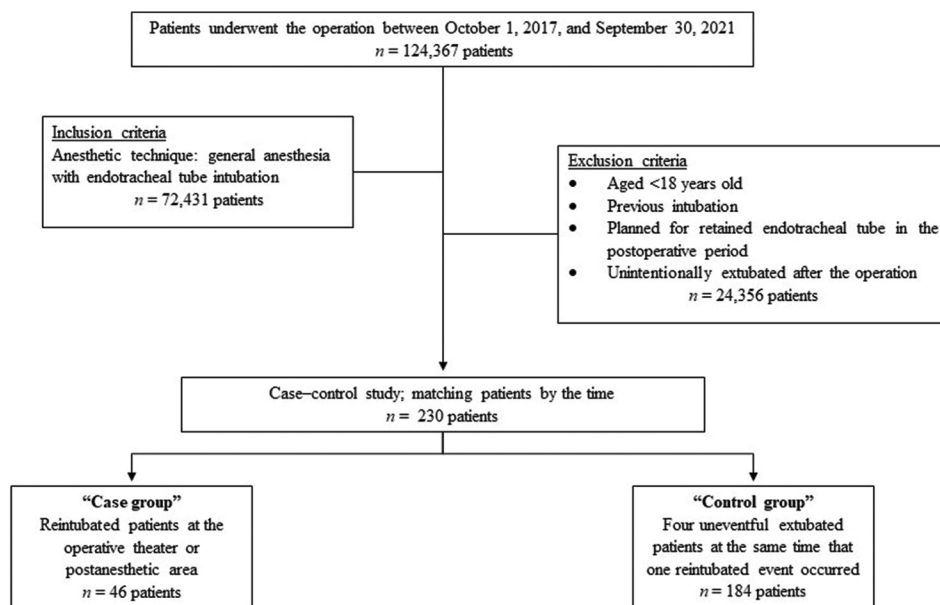 Patients underwent the operation between October 1, 2017, and September 30, 2021
n = 124,367 patients
Inclusion criteria
Anesthetic technique: general anesthesia
with endotracheal tube intubation
n = 72,431 patients
Exclusion criteria
• Aged <18 years old
• Previous intubation
• Planned for retained endotracheal tube in the
postoperative period
• Unintentionally extubated after the operation
n = 24,356 patients
Case–control study; matching patients by the time
n = 230 patients
“Case group”
Reintubated patients at the
operative theater or
postanesthetic area
n = 46 patients
“Control group”
Four uneventful extubated
patients at the same time that
one reintubated event occurred
n = 184 patients